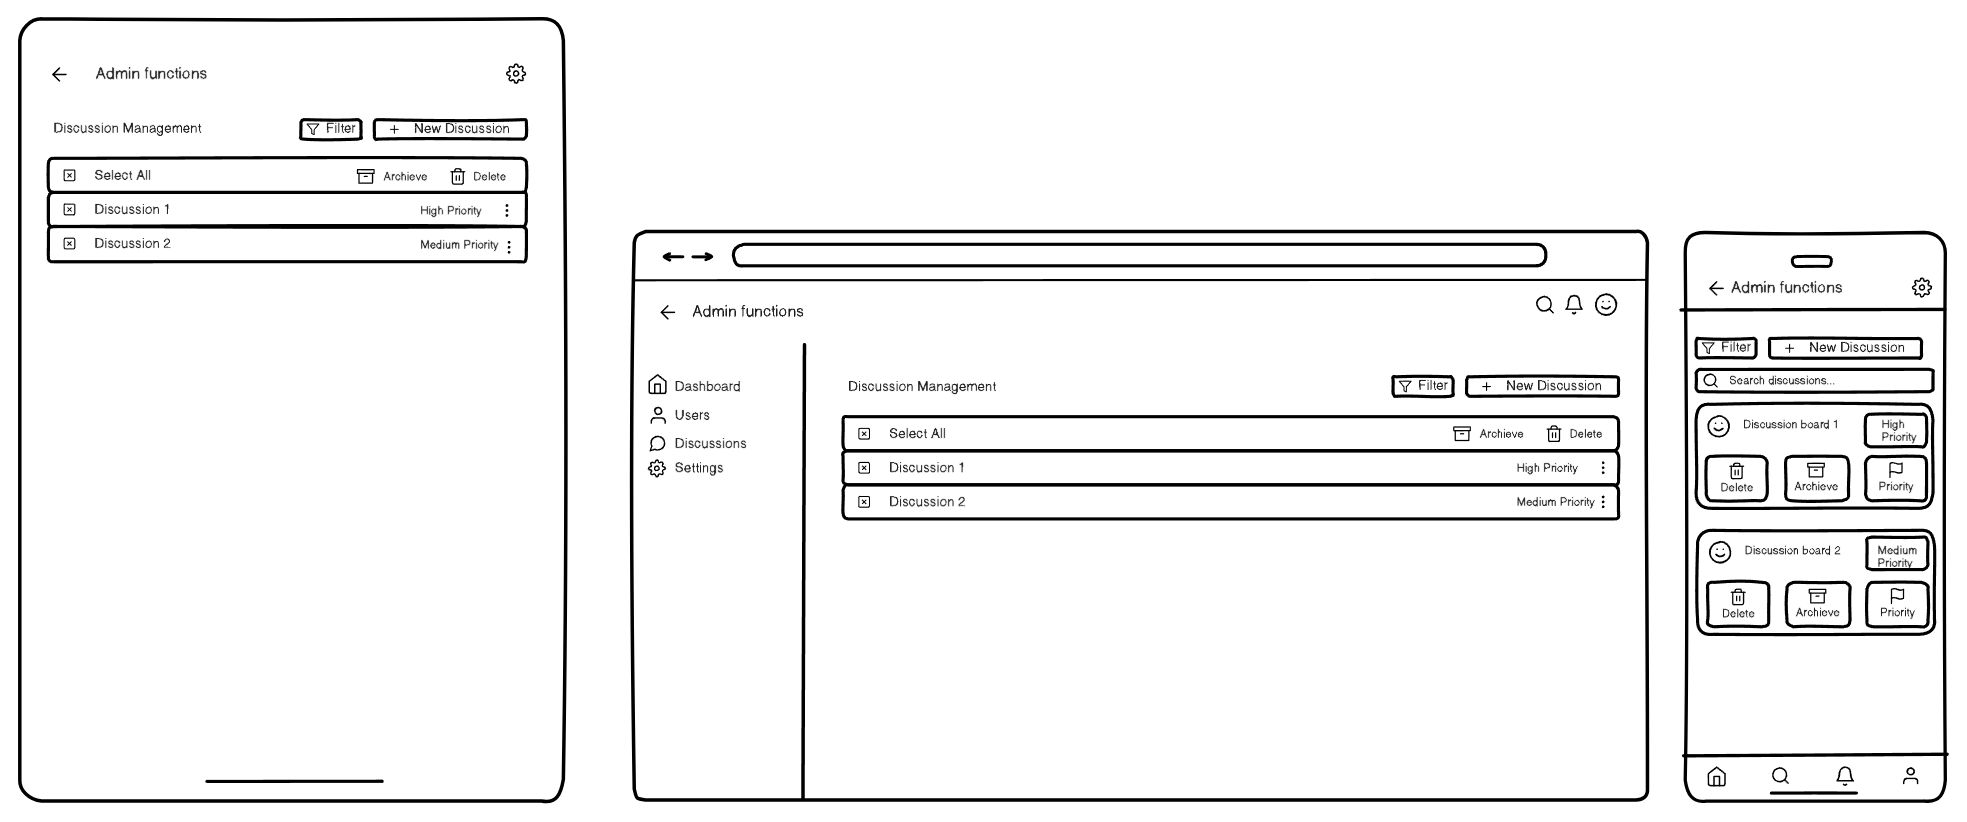 Admin functions
Discussion Management
Filter
+ New Discussion
Select All
Archieve
Delete
Discussion 1
High Priority
Discussion 2
Medium Priority
Admin functions
Dashboard
Users
Discussions
Settings
Discussion Management
Filter
+ New Discussion
Select All
Archieve
Delete
Discussion 1
High Priority
Discussion 2
Medium Priority
Admin functions
Filter
+ New Discussion
Search discussions...
Discussion board 1
High
Priority
Delete
Archieve
Priority
Discussion board 2
Medium
Priority
Delete
Archieve
Priority